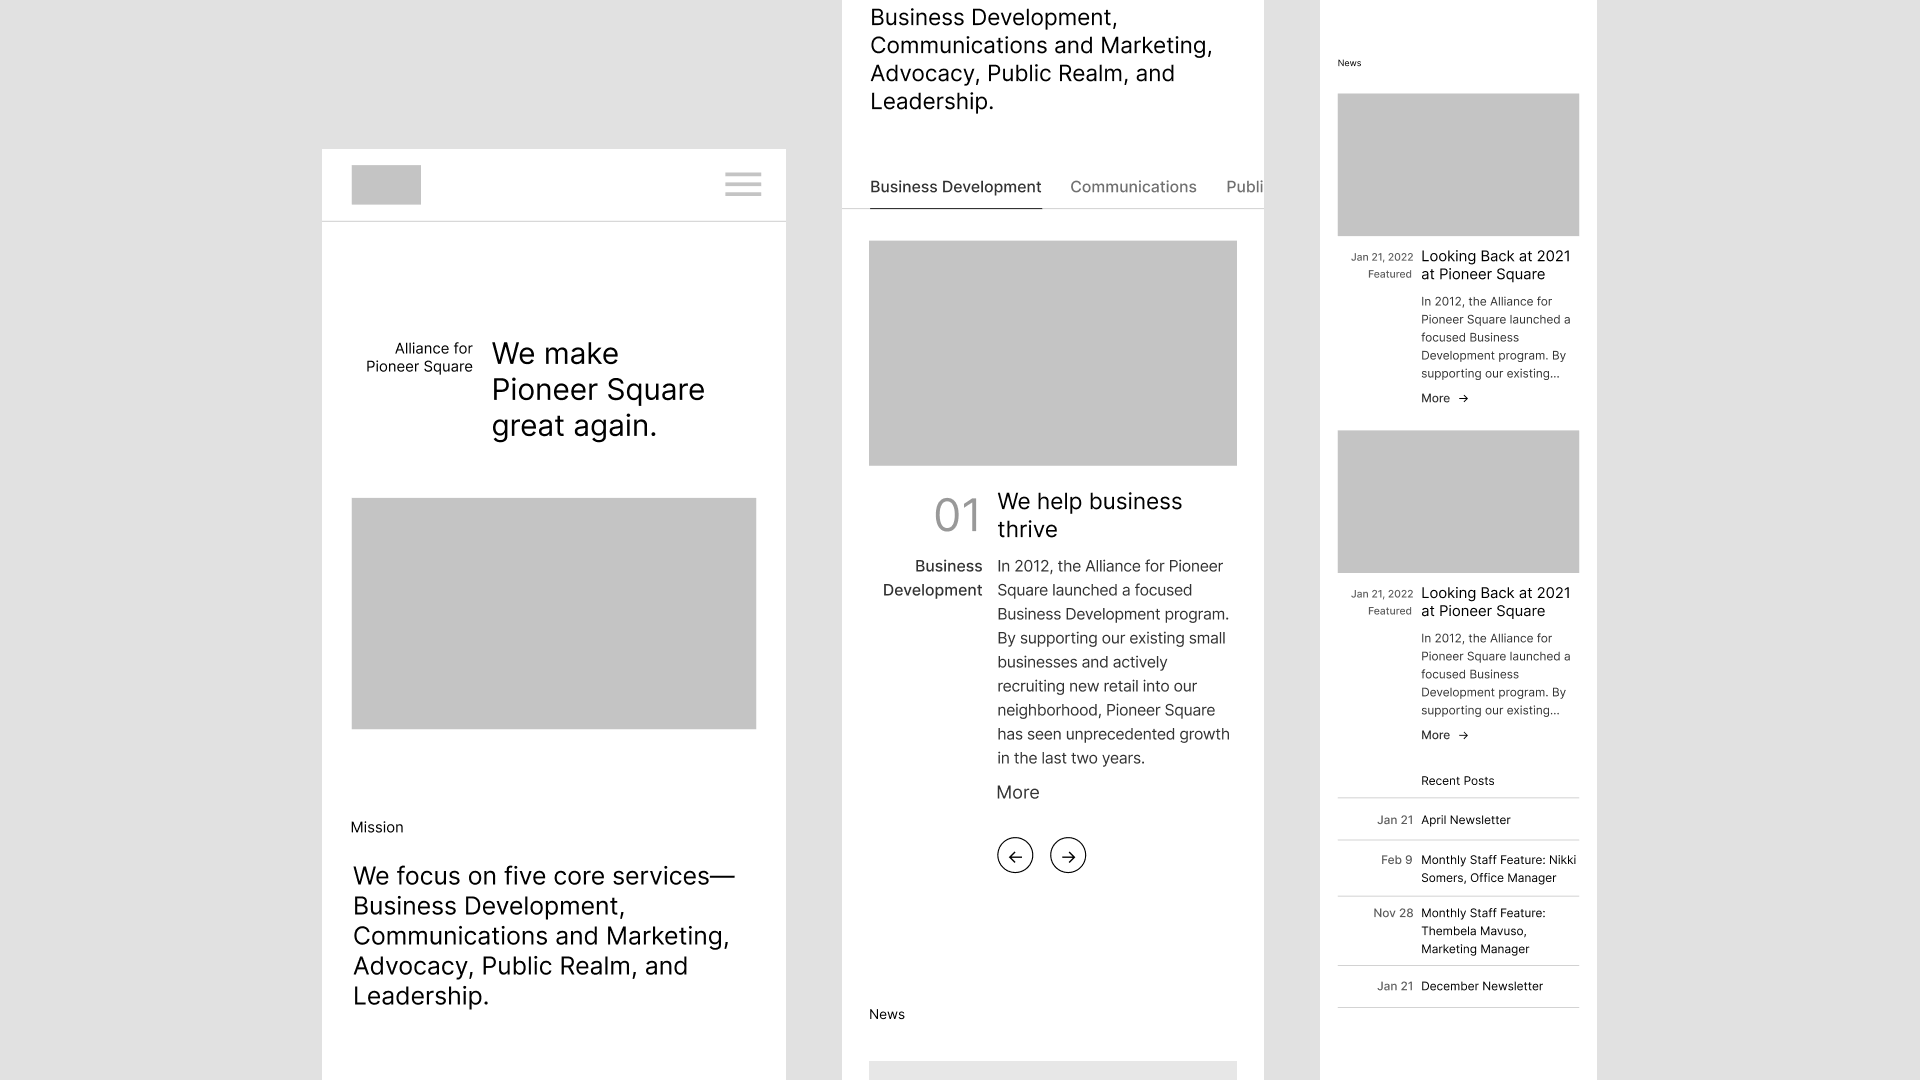 Alliance for
Pioneer Square
We make
Pioneer Square
great again.
Mission
We focus on five core services—
Business Development,
Communications and Marketing,
Advocacy, Public Realm, and
Leadership.
Business Development,
Communications and Marketing,
Advocacy, Public Realm, and
Leadership.
Business Development Communications Publi
01
Business
Development
We help business
thrive
In 2012, the Alliance for Pioneer
Square launched a focused
Business Development program.
By supporting our existing small
businesses and actively
recruiting new retail into our
neighborhood, Pioneer Square
has seen unprecedented growth
in the last two years.
More
← →
News
News
Jan 21, 2022
Featured
Looking Back at 2021
at Pioneer Square
In 2012, the Alliance for
Pioneer Square launched a
focused Business
Development program. By
supporting our existing...
More →
Jan 21, 2022
Featured
Looking Back at 2021
at Pioneer Square
In 2012, the Alliance for
Pioneer Square launched a
focused Business
Development program. By
supporting our existing...
More →
Recent Posts
Jan 21 April Newsletter
Feb 9 Monthly Staff Feature: Nikki
Somers, Office Manager
Nov 28 Monthly Staff Feature:
Thembela Mavuso,
Marketing Manager
Jan 21 December Newsletter